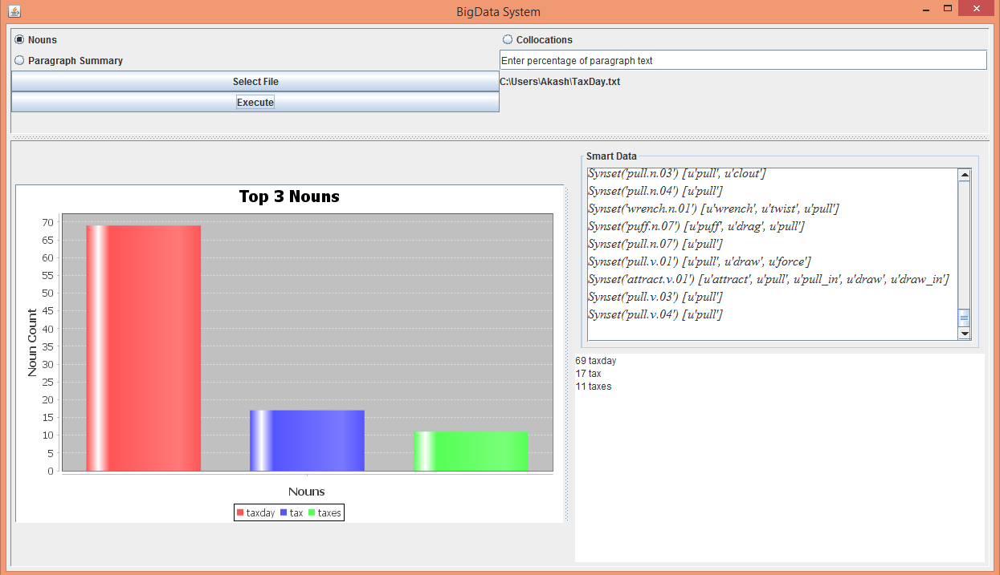 BigData System
Nouns
Collocations
Paragraph Summary
Enter percentage of paragraph text
Select File
C:\Users\Akash\TaxDay.txt
Execute
Top 3 Nouns
70
65
60
55
50
45
40
35
30
25
20
15
10
5
0
Noun Count
Nouns
taxday tax taxes
Smart Data
Synset('pull.n.03') [u'pull', u'clout']
Synset('pull.n.04') [u'pull']
Synset('wrench.n.01') [u'wrench', u'twist', u'pull']
Synset('puff.n.07') [u'puff', u'drag', u'pull']
Synset('pull.n.07') [u'pull']
Synset('pull.v.01') [u'pull', u'draw', u'force']
Synset('attract.v.01') [u'attract', u'pull', u'pull_in', u'draw', u'draw_in']
Synset('pull.v.03') [u'pull']
Synset('pull.v.04') [u'pull']
69 taxday
17 tax
11 taxes